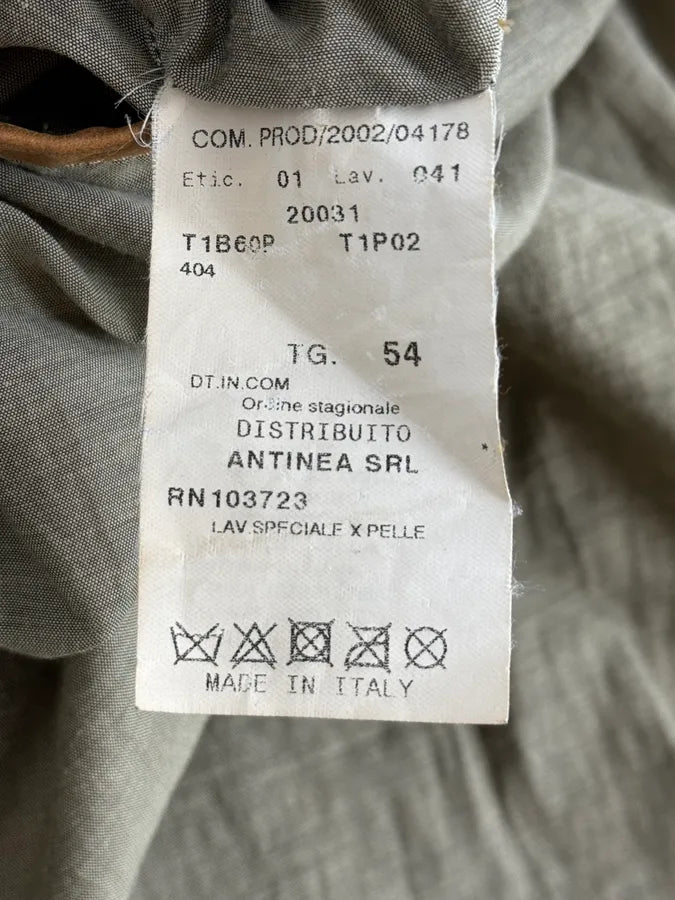 COM. PROD/2002/04178
Etic. 01 Lav. 041
20031
T1B60P T1P02
404
TG. 54
DT.IN.COM
Ordine stagionale
DISTRIBUITO
ANTINEA SRL
RN103723
LAV.SPECIALE X PELLE
MADE IN ITALY